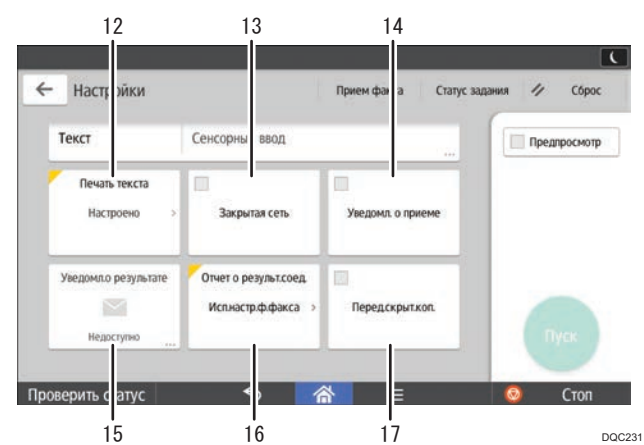 12 13 14
Настройки Прием факса Статус задания Сброс
Текст Сенсорный ввод ...
Предпросмотр
Печать текста
Настроено >
Закрытая сеть
Уведомл. о приеме
Уведомл.о результате
Недоступно ...
Отчет о результ.соед.
Исп.настр.ф.факса >
Перед.скрыт.коп.
Пуск
Проверить статус Стоп
15 16 17
DQC231